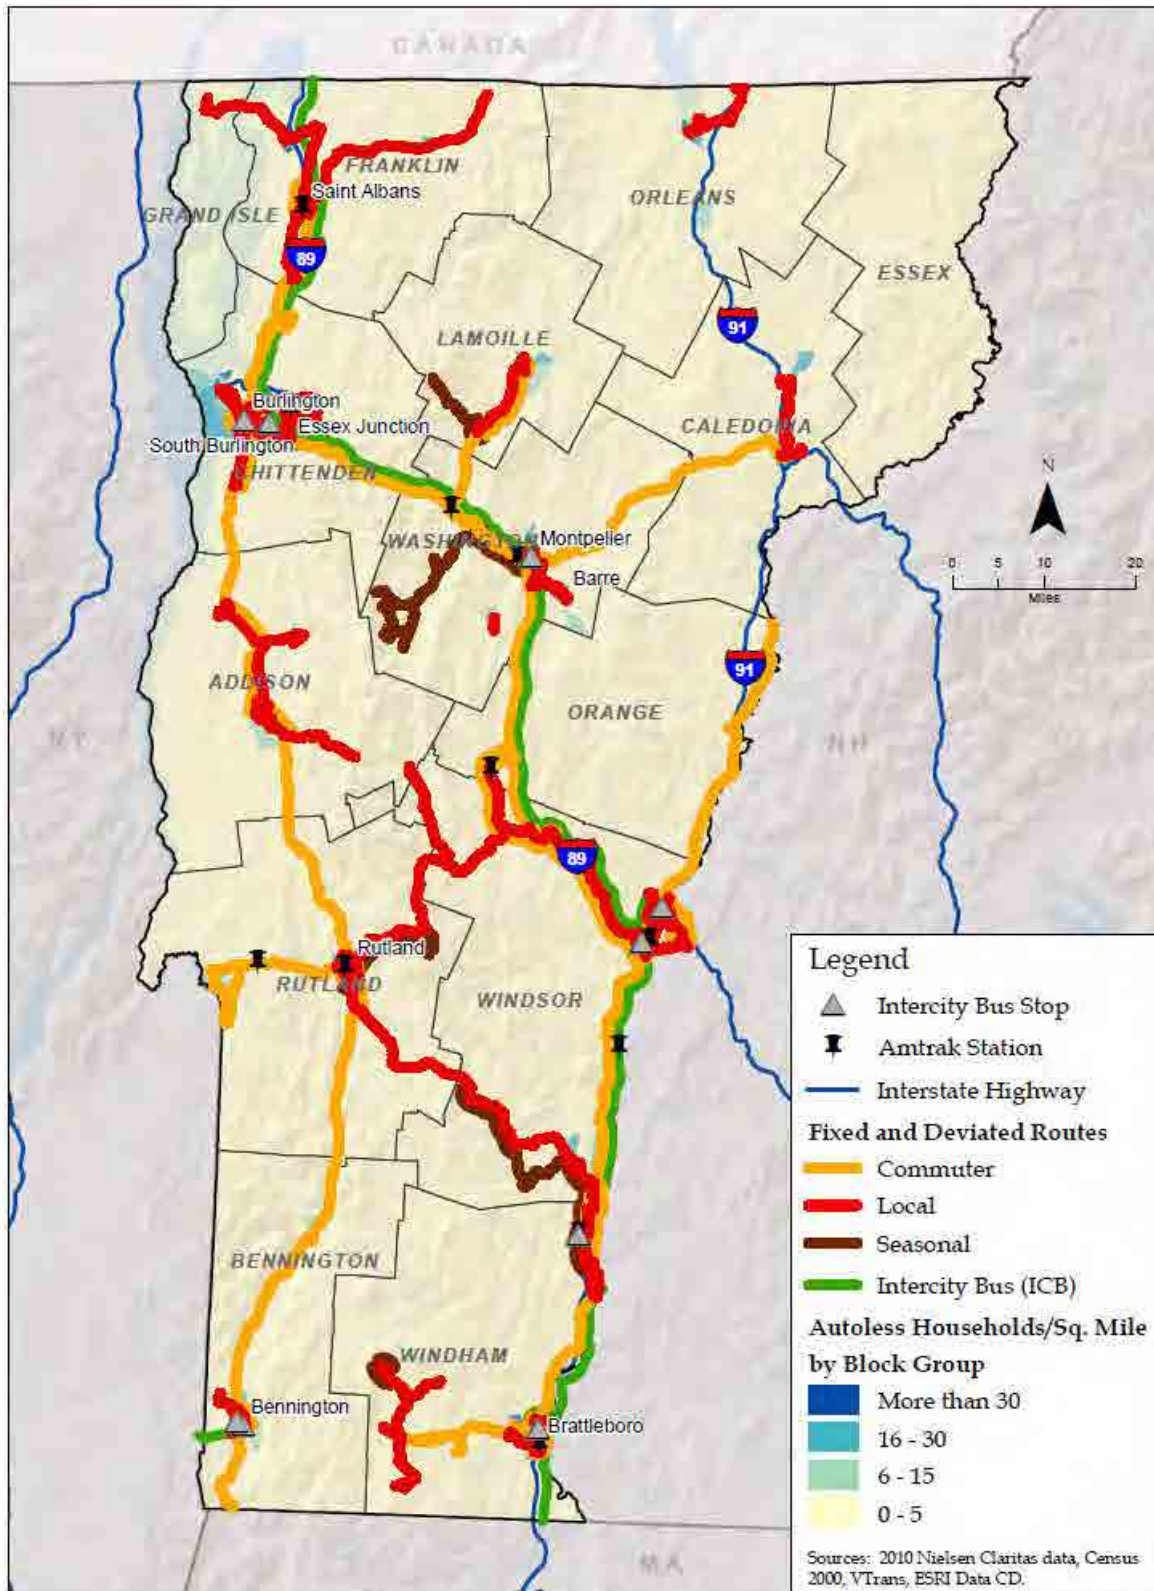 CANADA
FRANKLIN
Saint Albans
GRAND ISLE
ORLEANS
89
ESSEX
91
LAMOILLE
Burlington
Essex Junction
CALEDONIA
South Burlington
CHITTENDEN
N
WASHINGTON
Montpelier
0 5 10 20
Barre
Miles
91
ADDISON
ORANGE
NY
NH
89
Rutland
RUTLAND
WINDSOR
BENNINGTON
WINDHAM
Bennington
Brattleboro
MA
Legend
Intercity Bus Stop
Amtrak Station
Interstate Highway
Fixed and Deviated Routes
Commuter
Local
Seasonal
Intercity Bus (ICB)
Autoless Households/Sq. Mile
by Block Group
More than 30
16 - 30
6 - 15
0 - 5
Sources: 2010 Nielsen Claritas data, Census
2000, VTrans, ESRI Data CD.